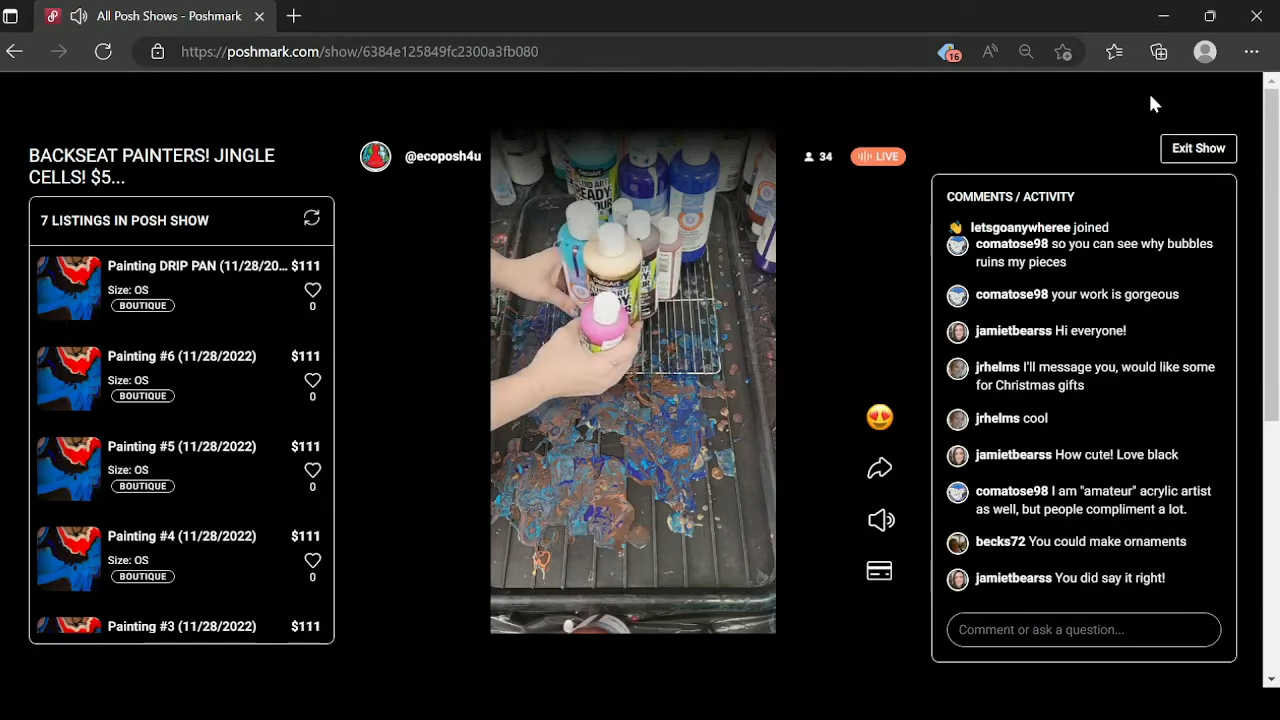 All Posh Shows - Poshmark
https://poshmark.com/show/6384e125849fc2300a3fb080
16
BACKSEAT PAINTERS! JINGLE
CELLS! $5...
7 LISTINGS IN POSH SHOW
Painting DRIP PAN (11/28/20... $111
Size: OS
BOUTIQUE
0
Painting #6 (11/28/2022) $111
Size: OS
BOUTIQUE
0
Painting #5 (11/28/2022) $111
Size: OS
BOUTIQUE
0
Painting #4 (11/28/2022) $111
Size: OS
BOUTIQUE
0
Painting #3 (11/28/2022) $111
@ecoposh4u
READY
34
LIVE
Exit Show
COMMENTS / ACTIVITY
👋 letsgoanywheree joined
comatose98 so you can see why bubbles
ruins my pieces
comatose98 your work is gorgeous
jamietbearss Hi everyone!
jrhelms I'll message you, would like some
for Christmas gifts
jrhelms cool
jamietbearss How cute! Love black
comatose98 I am "amateur" acrylic artist
as well, but people compliment a lot.
becks72 You could make ornaments
jamietbearss You did say it right!
Comment or ask a question...